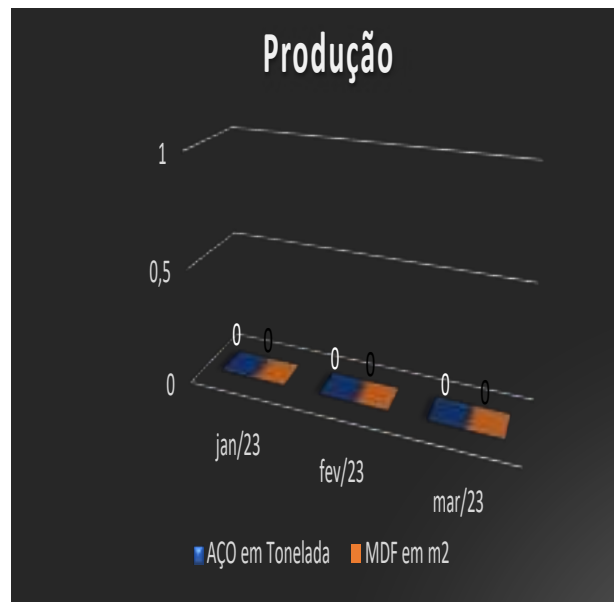 Produção
1
0,5
0
0 0
0 0
0 0
jan/23
fev/23
mar/23
AÇO em Tonelada MDF em m2